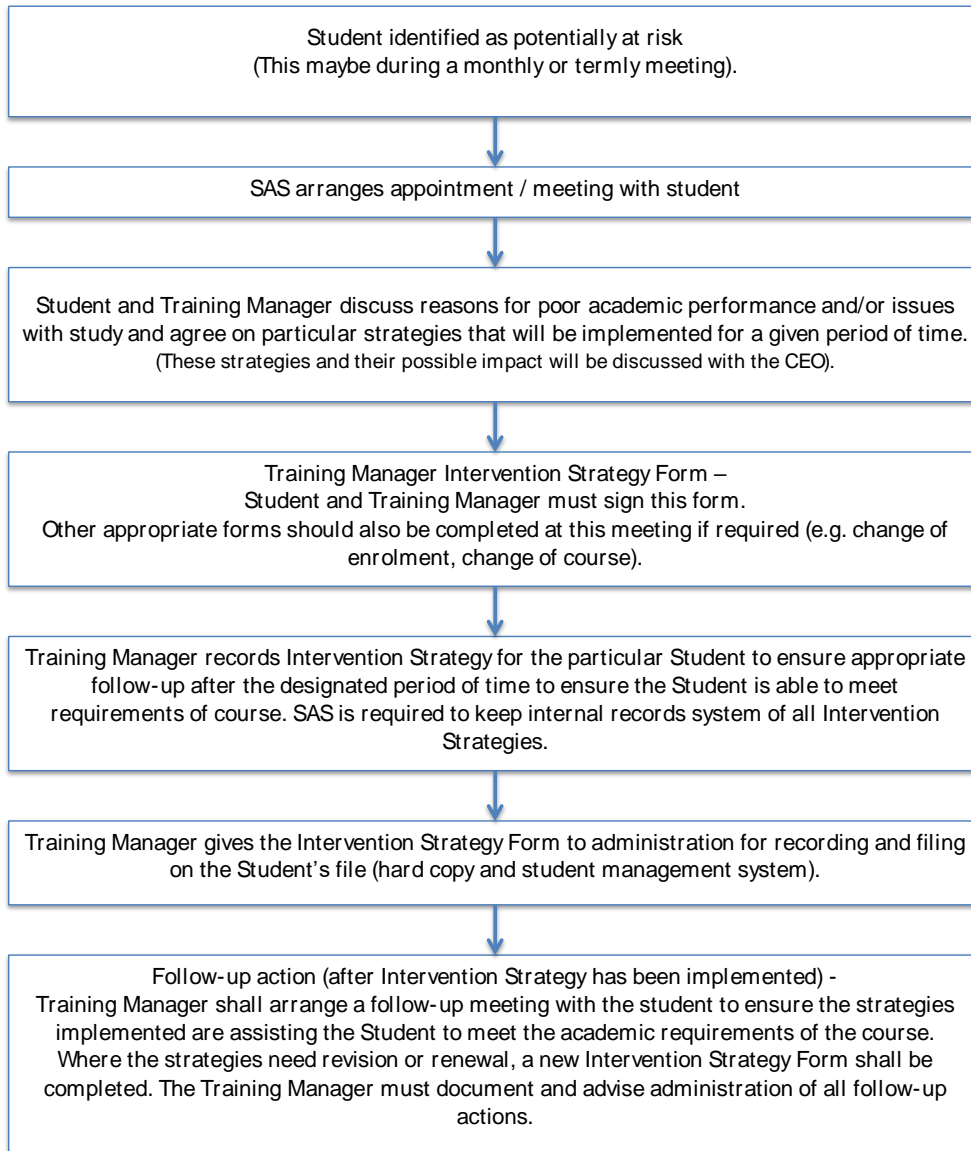 Student identified as potentially at risk
(This maybe during a monthly or termly meeting).
SAS arranges appointment / meeting with student
Student and Training Manager discuss reasons for poor academic performance and/or issues
with study and agree on particular strategies that will be implemented for a given period of time.
(These strategies and their possible impact will be discussed with the CEO).
Training Manager Intervention Strategy Form –
Student and Training Manager must sign this form.
Other appropriate forms should also be completed at this meeting if required (e.g. change of
enrolment, change of course).
Training Manager records Intervention Strategy for the particular Student to ensure appropriate
follow-up after the designated period of time to ensure the Student is able to meet
requirements of course. SAS is required to keep internal records system of all Intervention
Strategies.
Training Manager gives the Intervention Strategy Form to administration for recording and filing
on the Student's file (hard copy and student management system).
Follow-up action (after Intervention Strategy has been implemented) -
Training Manager shall arrange a follow-up meeting with the student to ensure the strategies
implemented are assisting the Student to meet the academic requirements of the course.
Where the strategies need revision or renewal, a new Intervention Strategy Form shall be
completed. The Training Manager must document and advise administration of all follow-up
actions.